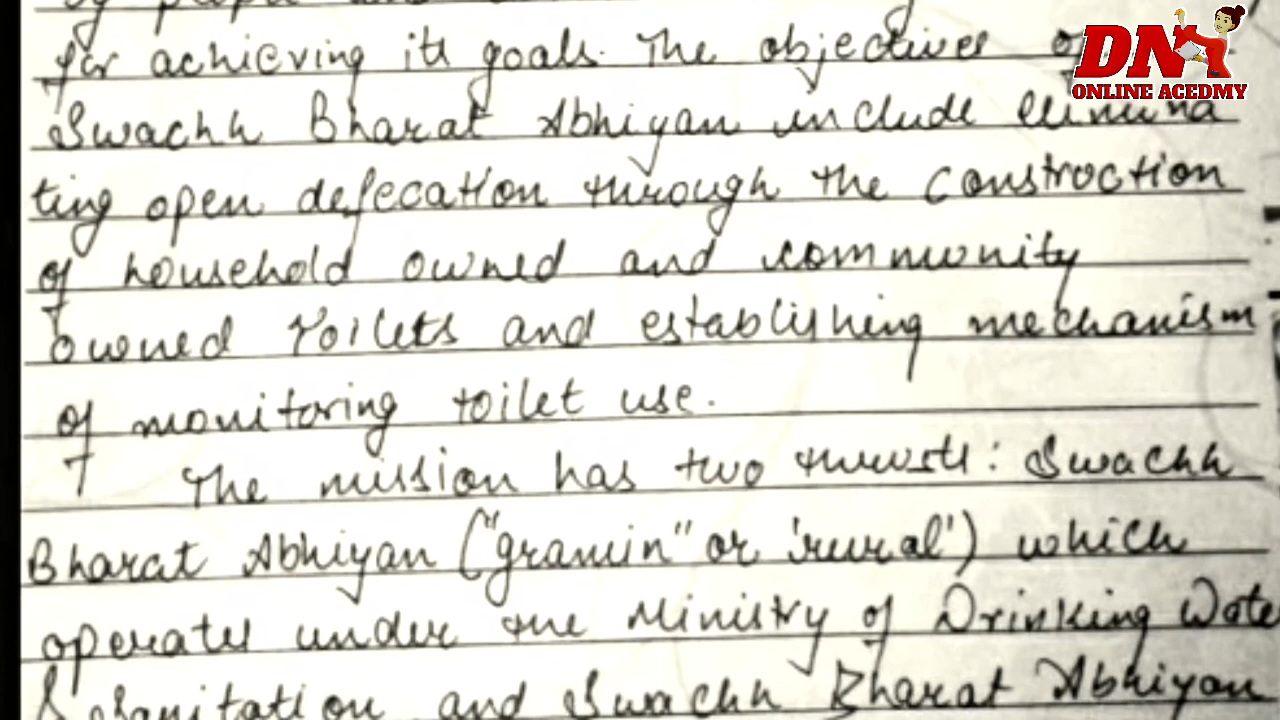 for achieving its goals. The objectives
Swachh Bharat Abhiyan include elimina
ting open defecation through the construction
of household owned and community
owned toilets and establishing mechanism
of monitoring toilet use.
The mission has two thrusts: Swachh
Bharat Abhiyan ("gramin" or 'rural') which
operates under the Ministry of Drinking Wate
& Sanitation and Swachh Bharat Abhiyan
DN
ONLINE ACEDMY